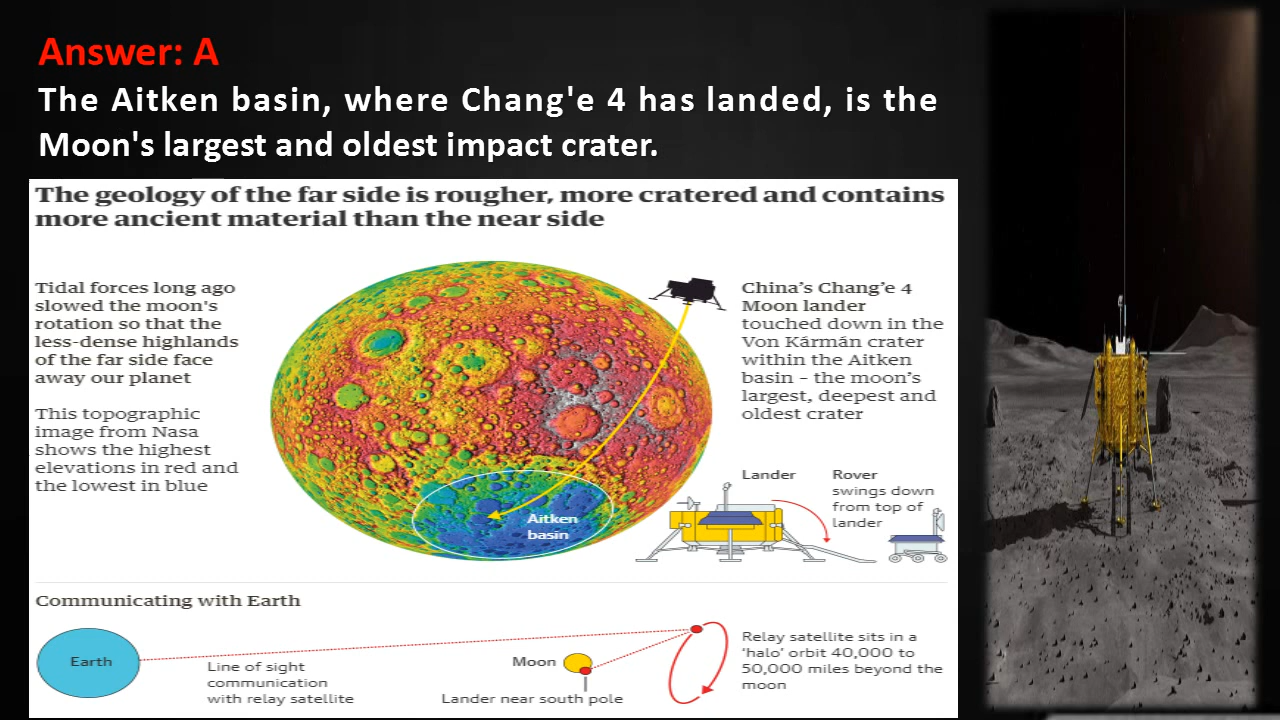 Answer: A
The Aitken basin, where Chang'e 4 has landed, is the
Moon's largest and oldest impact crater.
The geology of the far side is rougher, more cratered and contains
more ancient material than the near side
Tidal forces long ago
slowed the moon's
rotation so that the
less-dense highlands
of the far side face
away our planet
This topographic
image from Nasa
shows the highest
elevations in red and
the lowest in blue
Aitken
basin
China’s Chang’e 4
Moon lander
touched down in the
Von Kármán crater
within the Aitken
basin – the moon’s
largest, deepest and
oldest crater
Lander
Rover
swings down
from top of
lander
Communicating with Earth
Earth
Line of sight
communication
with relay satellite
Moon
Lander near south pole
Relay satellite sits in a
‘halo’ orbit 40,000 to
50,000 miles beyond the
moon